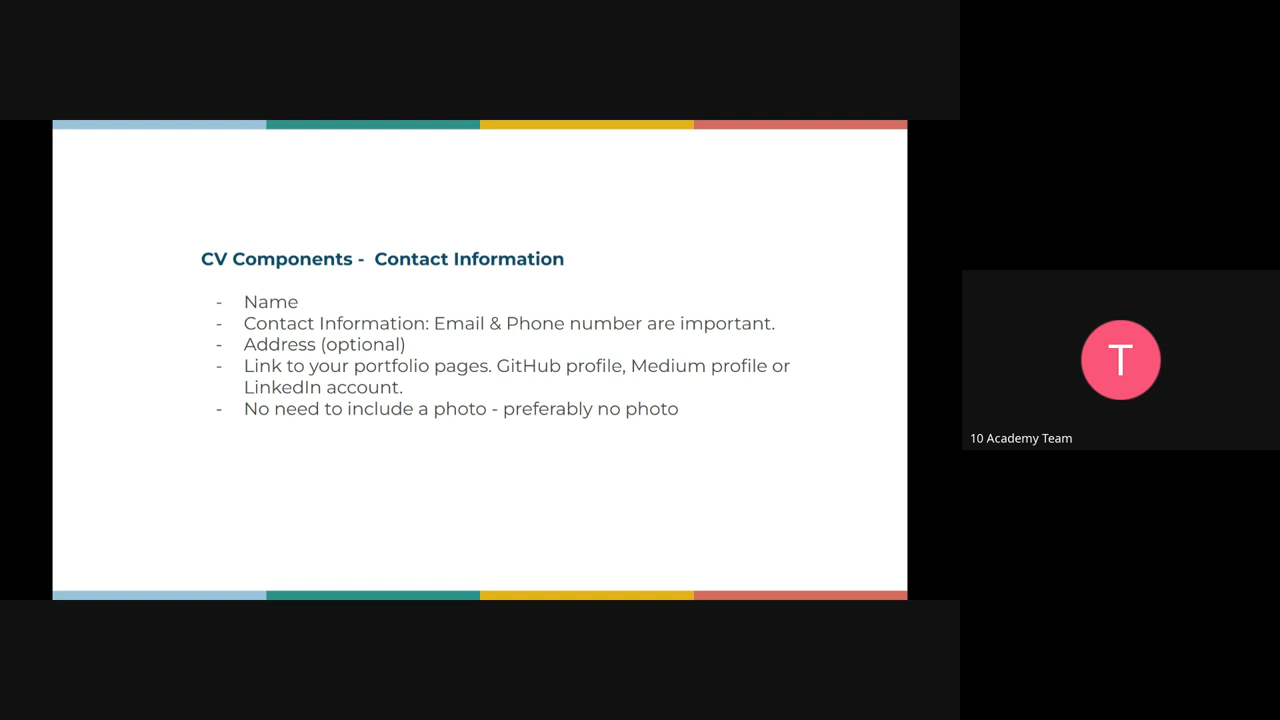 CV Components - Contact Information
- Name
- Contact Information: Email & Phone number are important.
- Address (optional)
- Link to your portfolio pages. GitHub profile, Medium profile or
LinkedIn account.
- No need to include a photo - preferably no photo
T
10 Academy Team